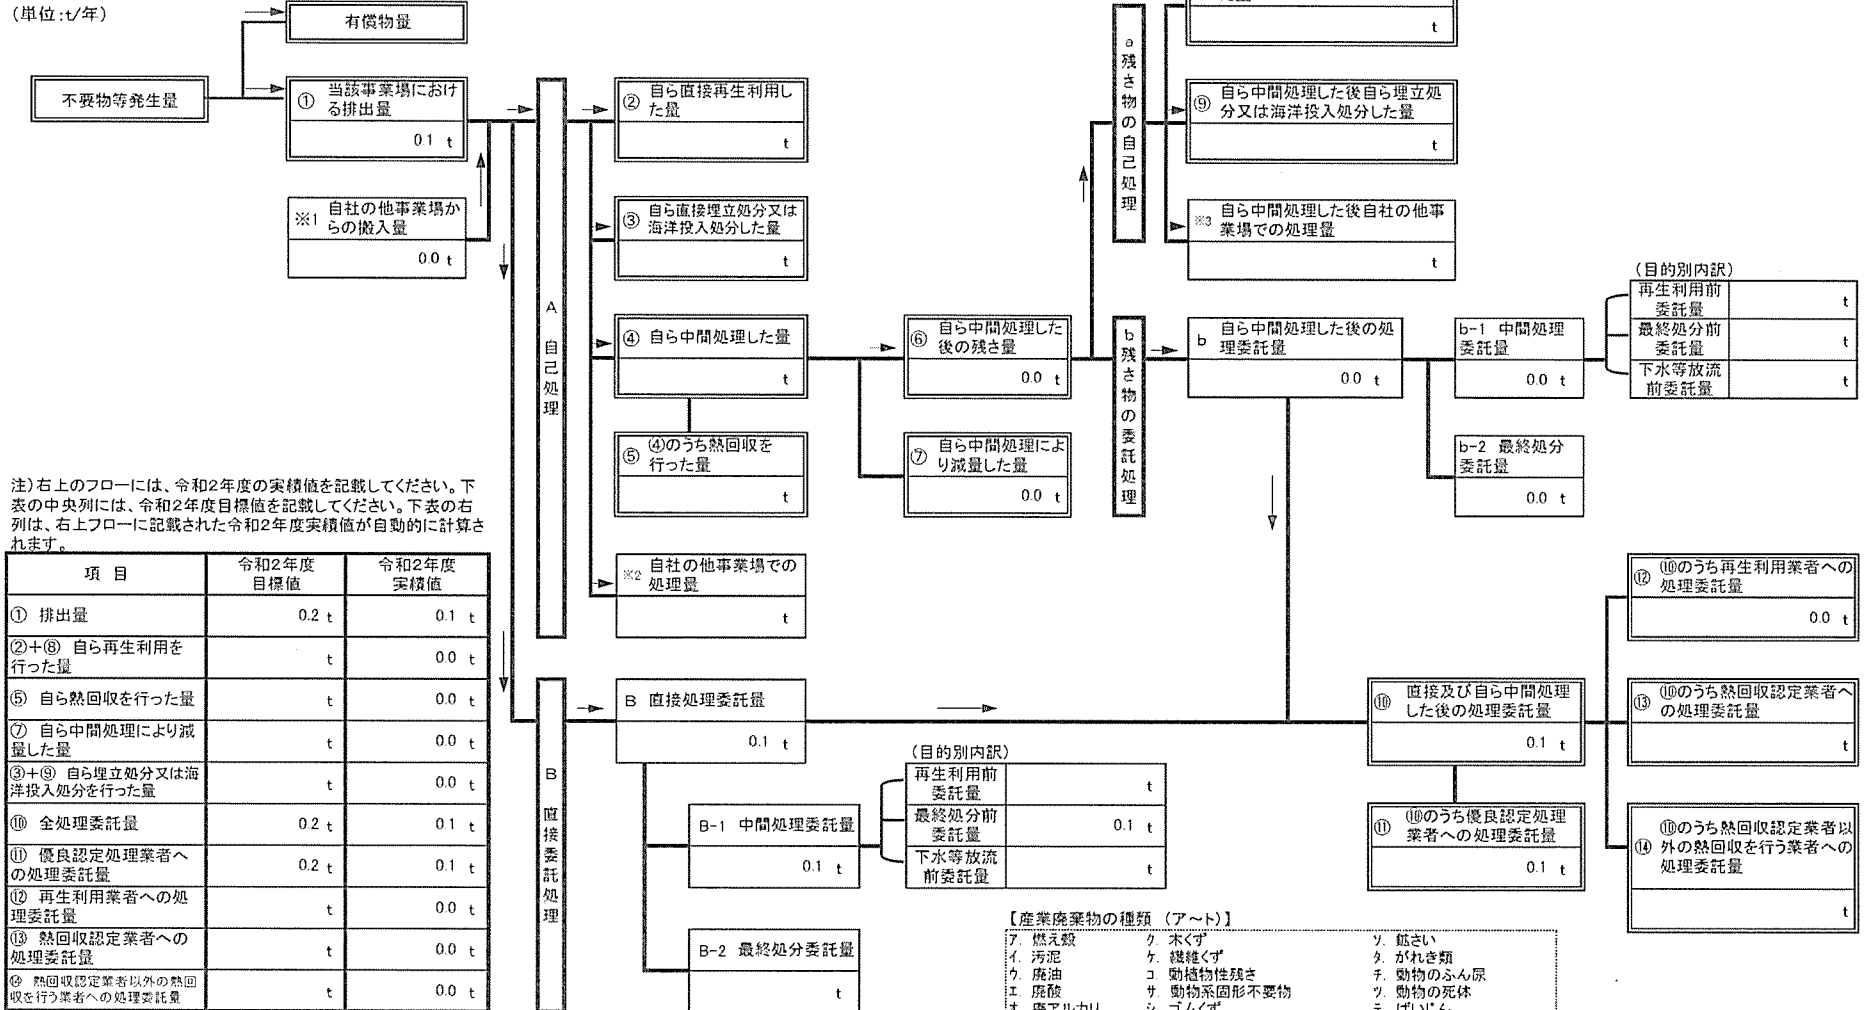 (単位:t/年)
有償物量
不要物等発生量
① 当該事業場におけ
る排出量
0.1 t
※1 自社の他事業場か
らの搬入量
0.0 t
A 自己処理
② 自ら直接再生利用し
た量
t
③ 自ら直接埋立処分又は
海洋投入処分した量
t
④ 自ら中間処理した量
t
⑤ ④のうち熱回収を
行った量
t
※2 自社の他事業場での
処理量
t
⑥ 自ら中間処理した
後の残さ量
0.0 t
⑦ 自ら中間処理によ
り減量した量
0.0 t
a 残さ物の自己処理
t
⑨ 自ら中間処理した後自ら埋立処
分又は海洋投入処分した量
t
※3 自ら中間処理した後自社の他事
業場での処理量
t
b 残さ物の委託処理
b 自ら中間処理した後の処
理委託量
0.0 t
b-1 中間処理
委託量
0.0 t
(目的別内訳)
再生利用前
委託量 t
最終処分前
委託量 t
下水等放流
前委託量 t
b-2 最終処分
委託量
0.0 t
注)右上のフローには、令和2年度の実績値を記載してください。下
表の中央列には、令和2年度目標値を記載してください。下表の右
列は、右上フローに記載された令和2年度実績値が自動的に計算さ
れます。
項 目 令和2年度
目標値 令和2年度
実績値
① 排出量 0.2 t 0.1 t
②+⑧ 自ら再生利用を
行った量 t 0.0 t
⑤ 自ら熱回収を行った量 t 0.0 t
⑦ 自ら中間処理により減
量した量 t 0.0 t
③+⑨ 自ら埋立処分又は海
洋投入処分を行った量 t 0.0 t
⑩ 全処理委託量 0.2 t 0.1 t
⑪ 優良認定処理業者へ
の処理委託量 0.2 t 0.1 t
⑫ 再生利用業者への処
理委託量 t 0.0 t
⑬ 熱回収認定業者への
処理委託量 t 0.0 t
⑭ 熱回収認定業者以外の熱回
収を行う業者への処理委託量 t 0.0 t
B 直接委託処理
B 直接処理委託量
0.1 t
B-1 中間処理委託量
0.1 t
(目的別内訳)
再生利用前
委託量 t
最終処分前
委託量 0.1 t
下水等放流
前委託量 t
B-2 最終処分委託量
t
⑩ 直接及び自ら中間処理
した後の処理委託量
0.1 t
⑪ ⑩のうち優良認定処理
業者への処理委託量
0.1 t
⑫ ⑩のうち再生利用業者への
処理委託量
0.0 t
⑬ ⑩のうち熱回収認定業者へ
の処理委託量
t
⑭ ⑩のうち熱回収認定業者以
外の熱回収を行う業者への
処理委託量
t
【産業廃棄物の種類 (ア~ト)】
ア. 燃え殻 ク. 木くず ソ. 鉱さい
イ. 汚泥 ケ. 繊維くず タ. がれき類
ウ. 廃油 コ. 動植物性残さ チ. 動物のふん尿
エ. 廃酸 サ. 動物系固形不要物 ツ. 動物の死体
オ. 廃アルカリ シ. ゴムくず テ. ばいじん